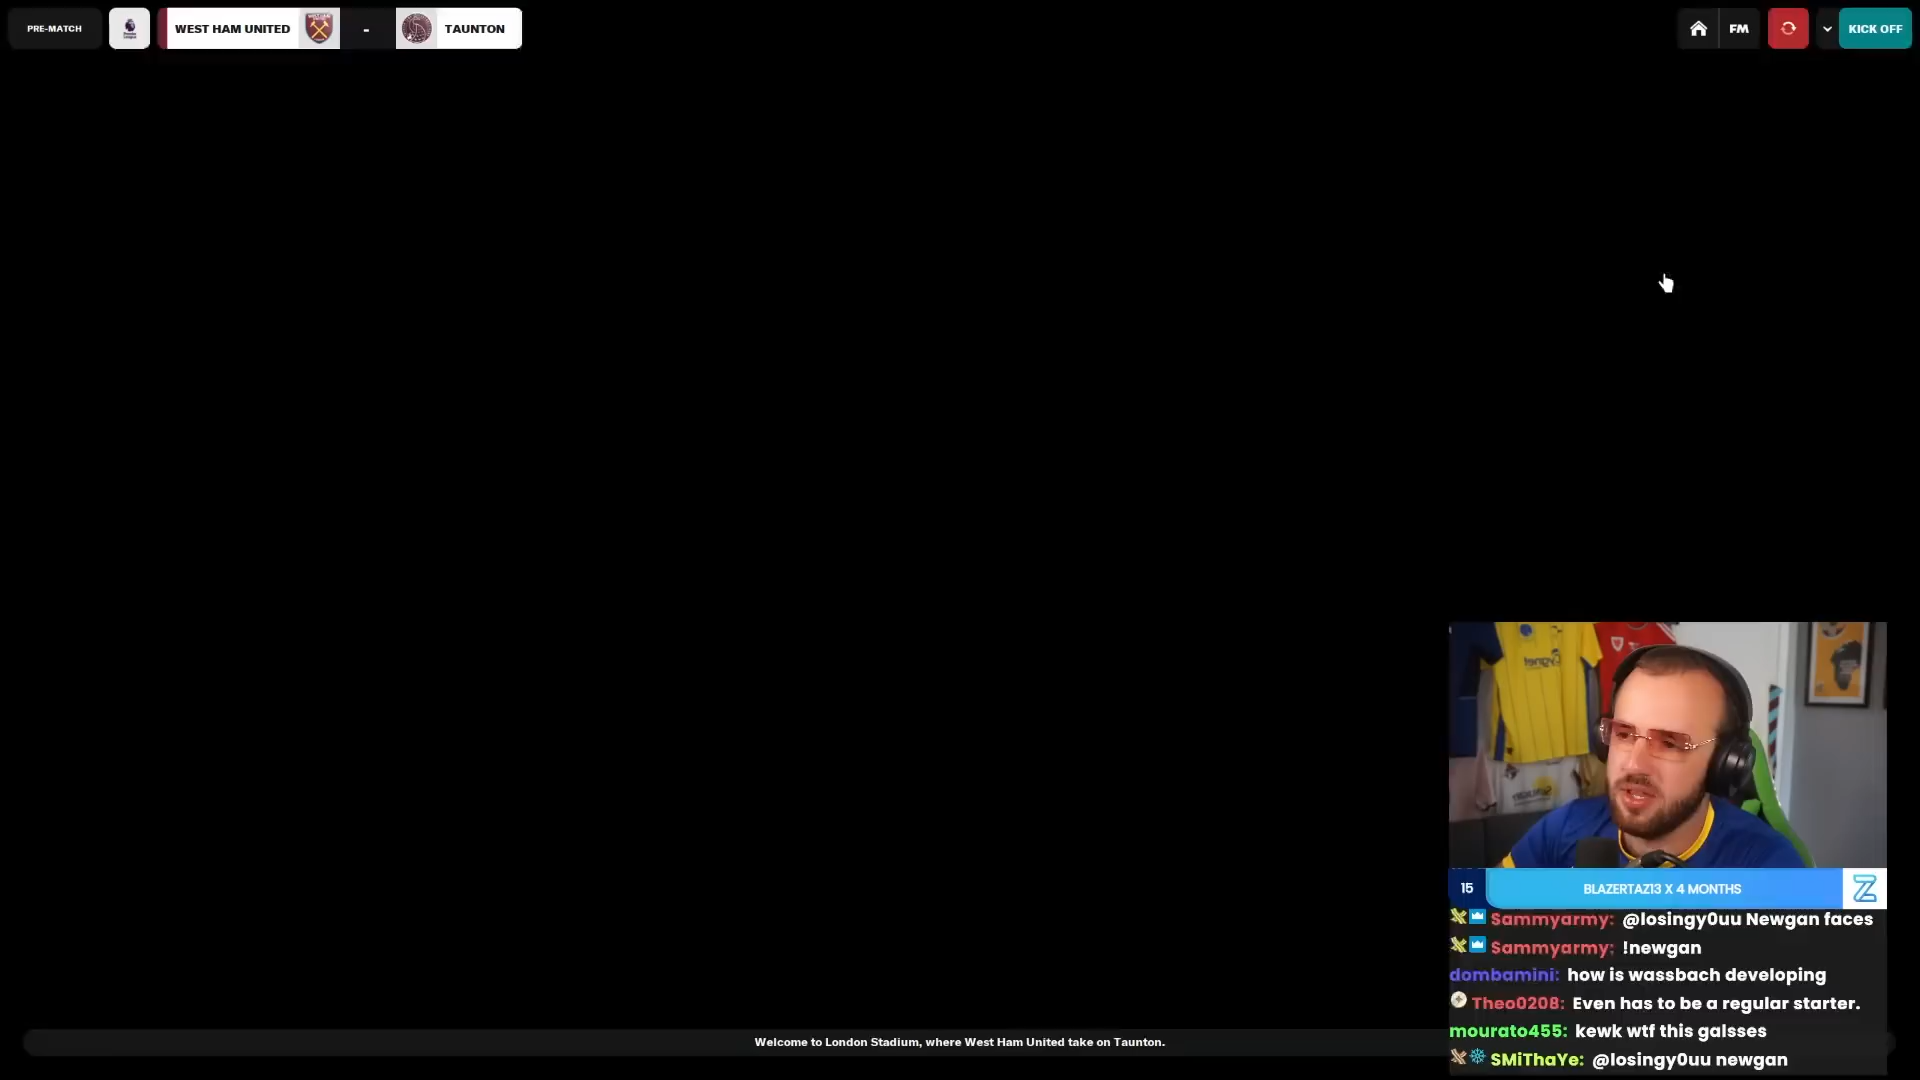 PRE-MATCH
WEST HAM UNITED
-
TAUNTON
FM
KICK OFF
15
BLAZERTAZ13 X 4 MONTHS
Sammyarmy: @losingy0uu Newgan faces
Sammyarmy: !newgan
dombamini: how is wassbach developing
Theo0208: Even has to be a regular starter.
mourato455: kewk wtf this galsses
SMiThaYe: @losingy0uu newgan
Welcome to London Stadium, where West Ham United take on Taunton.